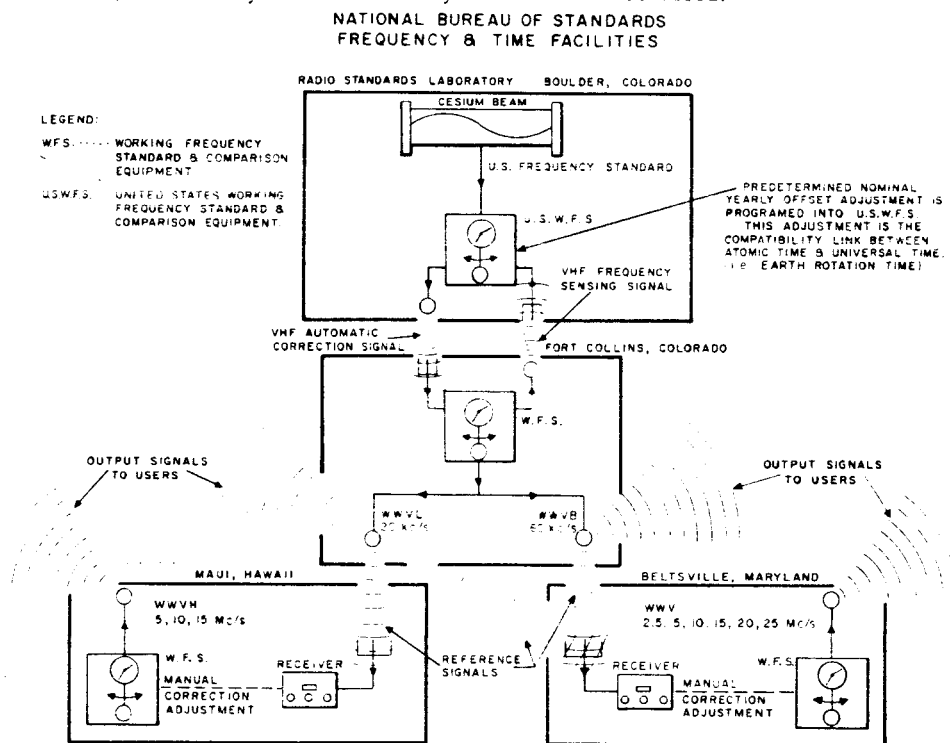 NATIONAL BUREAU OF STANDARDS
FREQUENCY & TIME FACILITIES
RADIO STANDARDS LABORATORY BOULDER, COLORADO
CESIUM BEAM
LEGEND:
W.F.S. ····· WORKING FREQUENCY
STANDARD & COMPARISON
EQUIPMENT
U.S.W.F.S. UNITED STATES WORKING
FREQUENCY STANDARD &
COMPARISON EQUIPMENT.
U.S. FREQUENCY STANDARD
U.S.W.F.S
PREDETERMINED NOMINAL
YEARLY OFFSET ADJUSTMENT IS
PROGRAMED INTO U.S.W.F.S.
THIS ADJUSTMENT IS THE
COMPATIBILITY LINK BETWEEN
ATOMIC TIME & UNIVERSAL TIME.
(i.e. EARTH ROTATION TIME)
VHF FREQUENCY
SENSING SIGNAL
VHF AUTOMATIC
CORRECTION SIGNAL
FORT COLLINS, COLORADO
W.F.S.
OUTPUT SIGNALS
TO USERS
OUTPUT SIGNALS
TO USERS
WWVL
20 Kc/s
WWVB
60 Kc/s
MAUI, HAWAII
BELTSVILLE, MARYLAND
WWVH
5, 10, 15 Mc/s
WWV
2.5, 5, 10, 15, 20, 25 Mc/s
W.F.S.
RECEIVER
REFERENCE
SIGNALS
RECEIVER
W.F.S.
MANUAL
CORRECTION
ADJUSTMENT
MANUAL
CORRECTION
ADJUSTMENT